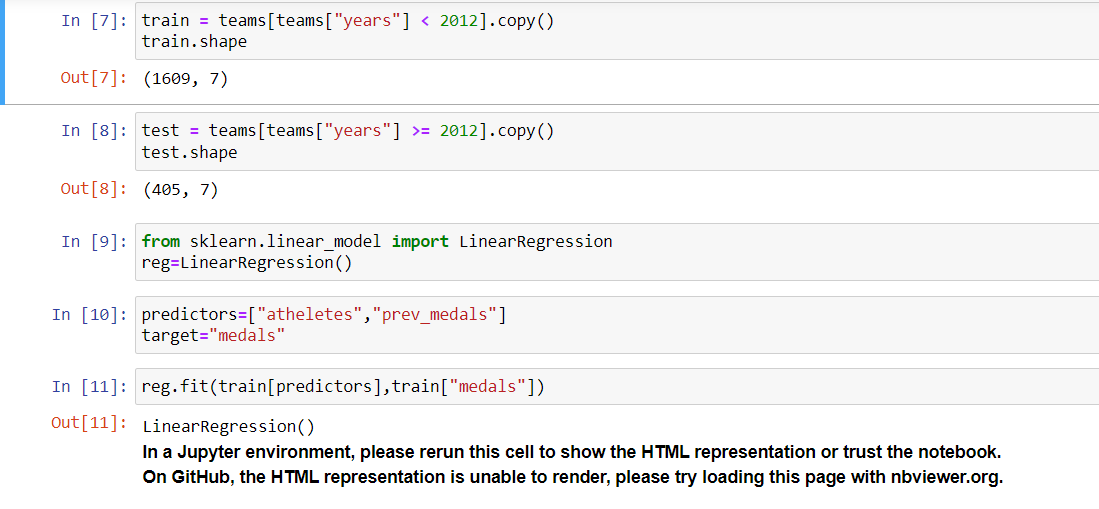 In [7]: train = teams[teams["years"] < 2012].copy()
train.shape
Out[7]: (1609, 7)
In [8]: test = teams[teams["years"] >= 2012].copy()
test.shape
Out[8]: (405, 7)
In [9]: from sklearn.linear_model import LinearRegression
reg=LinearRegression()
In [10]: predictors=["atheletes","prev_medals"]
target="medals"
In [11]: reg.fit(train[predictors],train["medals"])
Out[11]: LinearRegression()
In a Jupyter environment, please rerun this cell to show the HTML representation or trust the notebook.
On GitHub, the HTML representation is unable to render, please try loading this page with nbviewer.org.